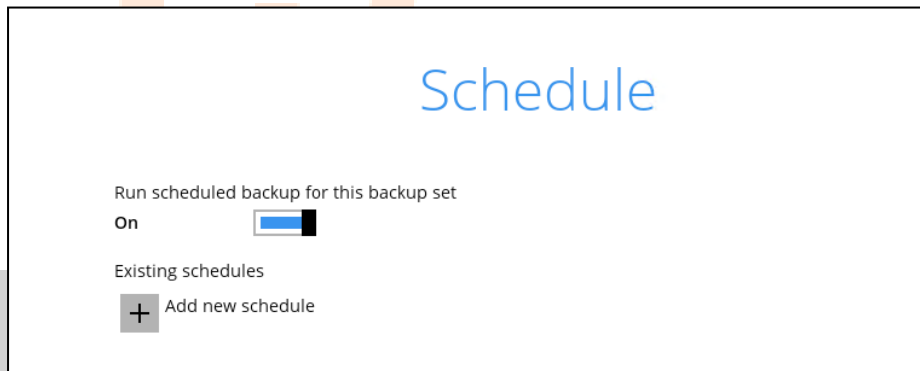 Schedule
Run scheduled backup for this backup set
On
Existing schedules
Add new schedule